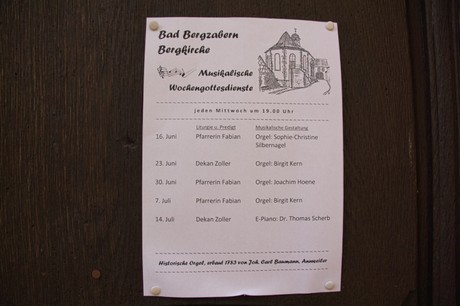 Bad Bergzabern
Bergkirche
Musikalische
Wochengottesdienste
jeden Mittwoch um 19.00 Uhr
Liturgie u. Predigt Musikalische Gestaltung
16. Juni Pfarrerin Fabian Orgel: Sophie-Christine
Silbernagel
23. Juni Dekan Zoller Orgel: Birgit Kern
30. Juni Pfarrerin Fabian Orgel: Joachim Hoene
7. Juli Pfarrerin Fabian Orgel: Birgit Kern
14. Juli Dekan Zoller E-Piano: Dr. Thomas Scherb
Historische Orgel, erbaut 1783 von Joh. Carl Baumann, Annweiler